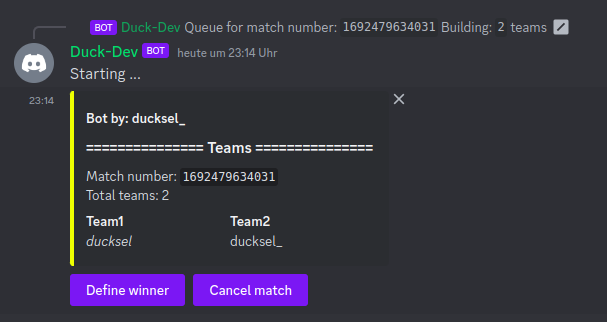 BOT Duck-Dev Queue for match number: 1692479634031 Building: 2 teams
Duck-Dev BOT heute um 23:14 Uhr
Starting ...
23:14
Bot by: ducksel_
=============== Teams ===============
Match number: 1692479634031
Total teams: 2
Team1 Team2
ducksel ducksel_
Define winner Cancel match